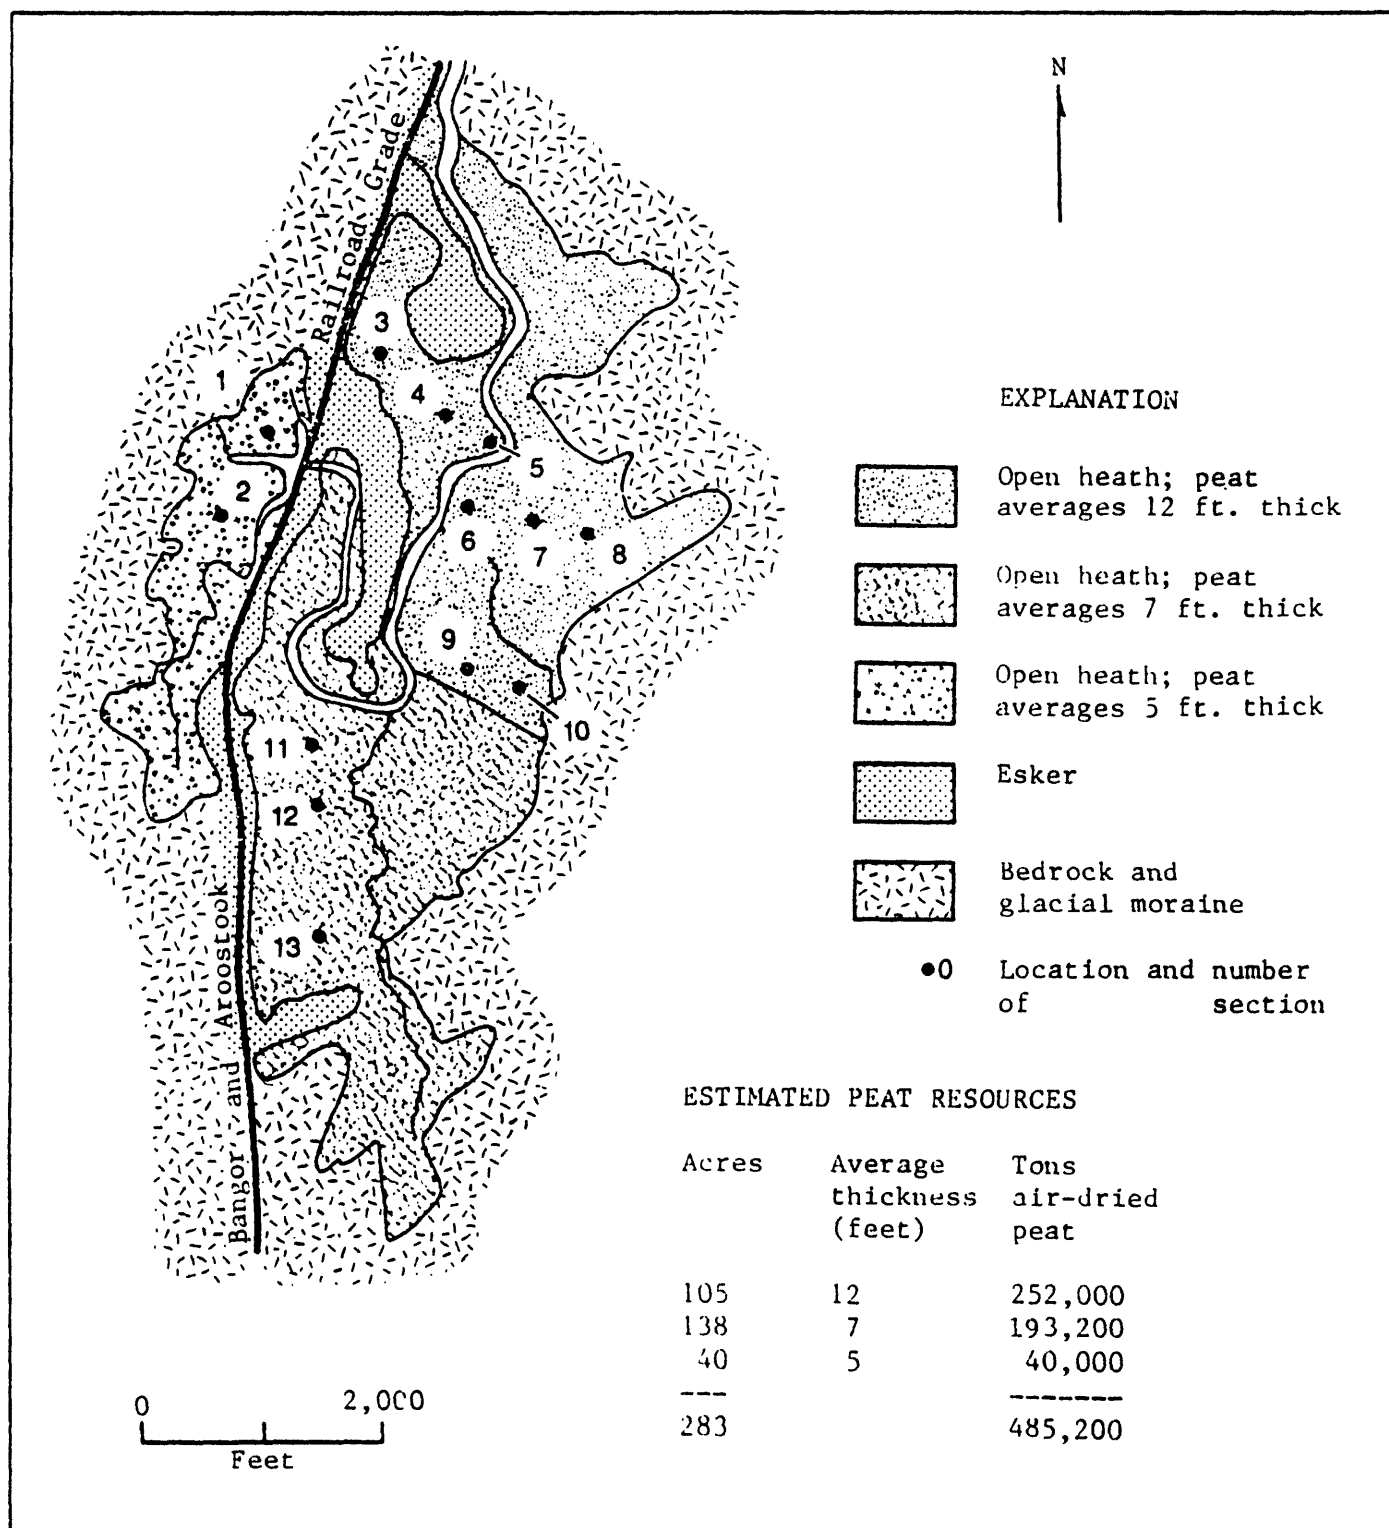 N
Railroad Grade
3
1
4
5
2
6
7
8
9
10
11
12
13
Bangor and Aroostook
EXPLANATION
Open heath; peat
averages 12 ft. thick
Open heath; peat
averages 7 ft. thick
Open heath; peat
averages 5 ft. thick
Esker
Bedrock and
glacial moraine
●0 Location and number
of section
ESTIMATED PEAT RESOURCES
Acres Average Tons
thickness air-dried
(feet) peat
105 12 252,000
138 7 193,200
40 5 40,000
--- -------
283 485,200
0 2,000
Feet